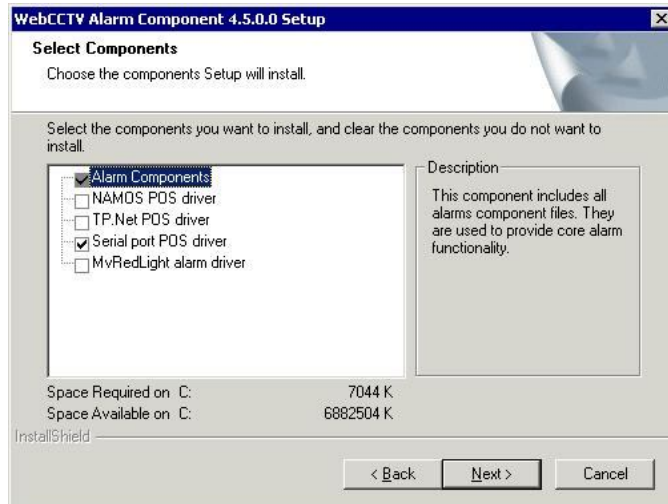 WebCCTV Alarm Component 4.5.0.0 Setup
Select Components
Choose the components Setup will install.
Select the components you want to install, and clear the components you do not want to
install.
Alarm Components
NAMOS POS driver
TP.Net POS driver
Serial port POS driver
MvRedLight alarm driver
Description
This component includes all
alarms component files. They
are used to provide core alarm
functionality.
Space Required on C: 7044 K
Space Available on C: 6882504 K
InstallShield
< Back Next > Cancel